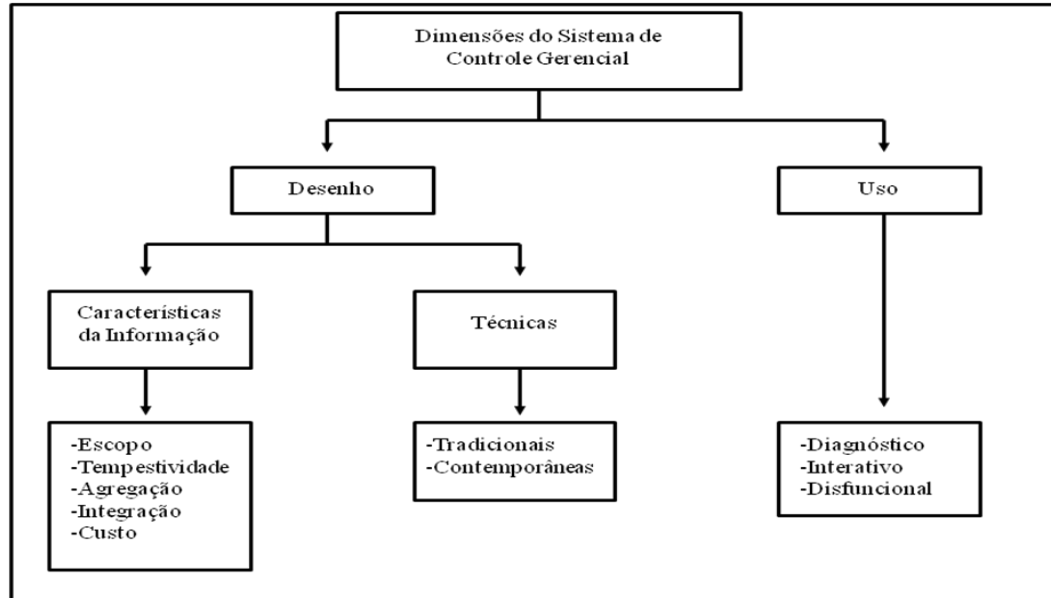 Dimensões do Sistema de
Controle Gerencial
Desenho
Uso
Características
da Informação
Técnicas
-Escopo
-Tempestividade
-Agregação
-Integração
-Custo
-Tradicionais
-Contemporâneas
-Diagnóstico
-Interativo
-Disfuncional